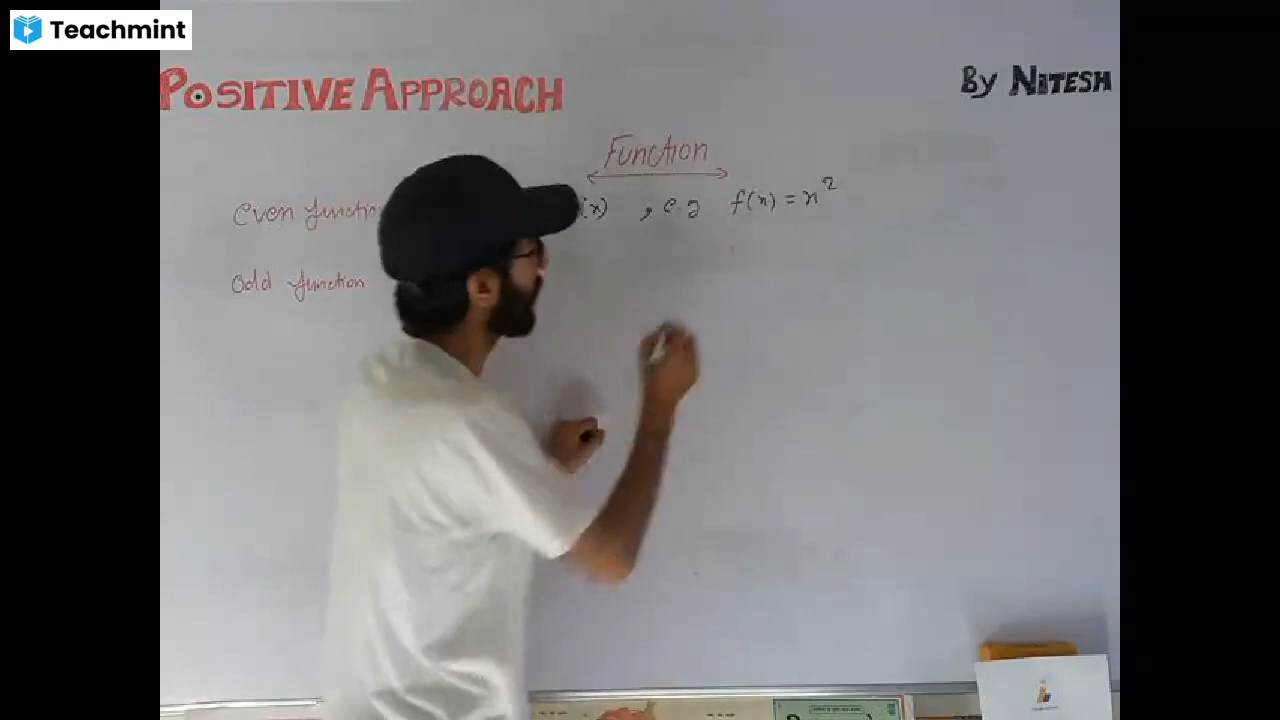 Teachmint
POSITIVE APPROACH
By NITESH
Function
Even function (x) , e.g f(x) = x²
odd function